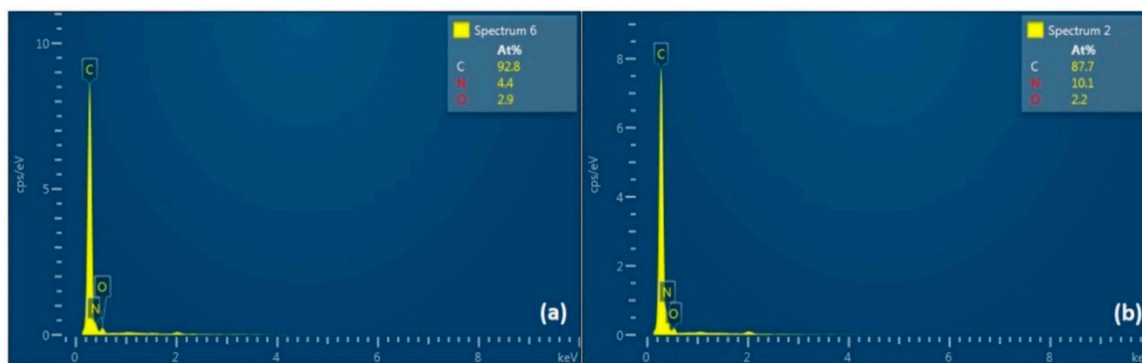 Spectrum 6
At%
C 92.8
N 4.4
O 2.9
10
5
0
cps/eV
C
O
N
0 2 4 6 8 keV
(a)
Spectrum 2
At%
C 87.7
N 10.1
O 2.2
8
6
4
2
0
cps/eV
C
N
O
0 2 4 6 8 keV
(b)